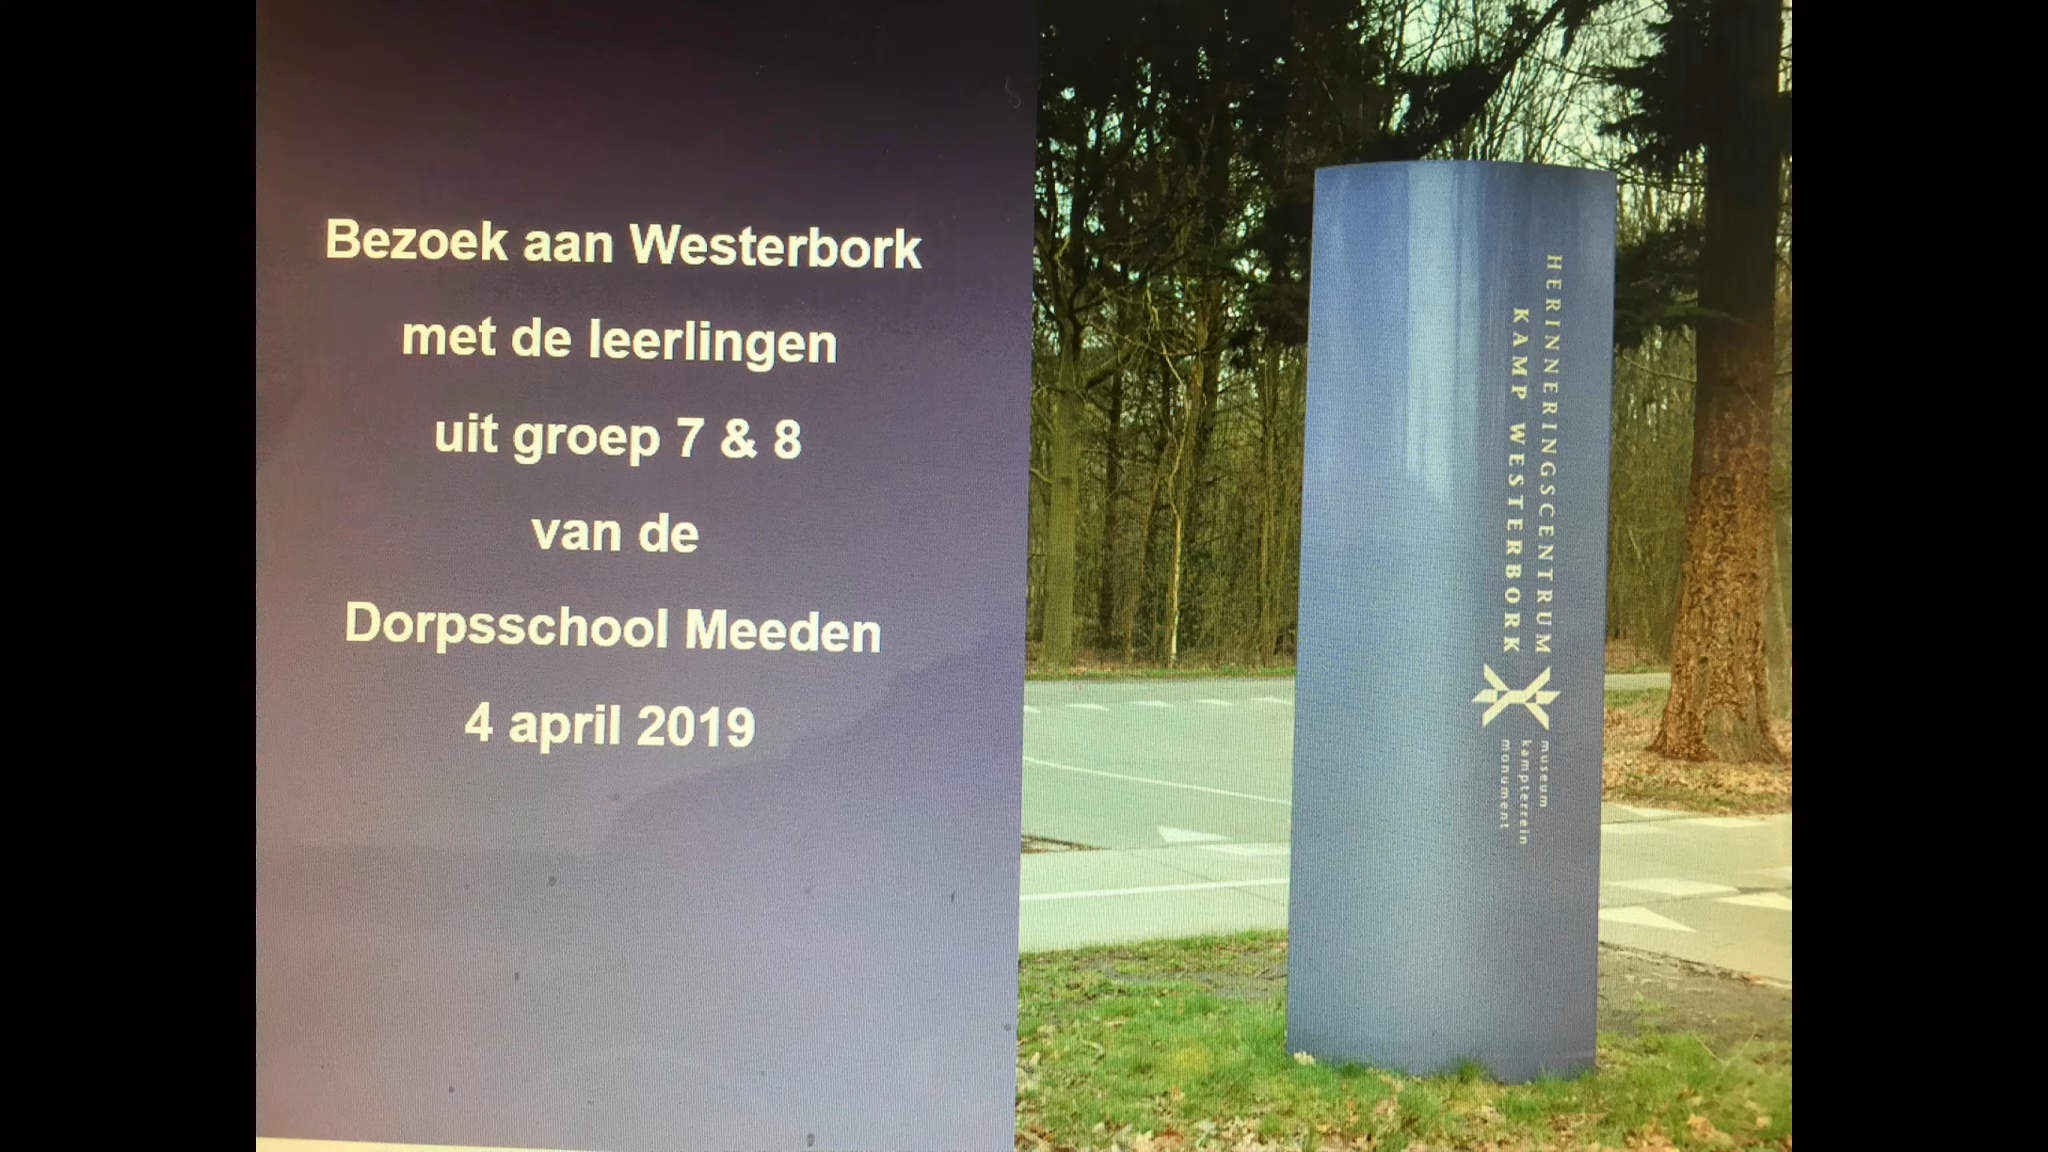 Bezoek aan Westerbork
met de leerlingen
uit groep 7 & 8
van de
Dorpsschool Meeden
4 april 2019
HERINNERINGSCENTRUM
KAMP WESTERBORK
museum
kampterrein
monument